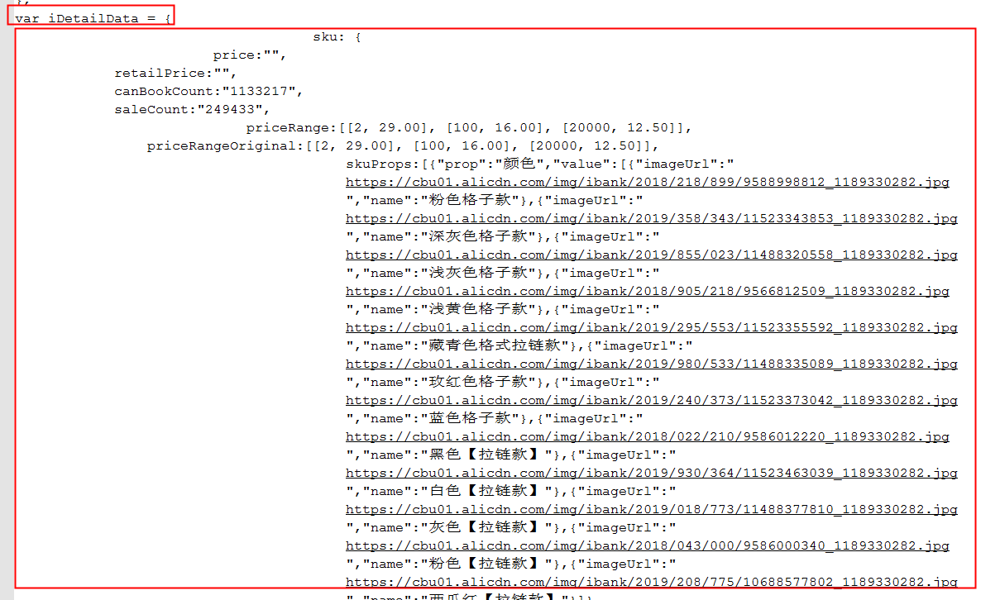 };
var iDetailData = {
sku: {
price:"",
retailPrice:"",
canBookCount:"1133217",
saleCount:"249433",
priceRange:[[2, 29.00], [100, 16.00], [20000, 12.50]],
priceRangeOriginal:[[2, 29.00], [100, 16.00], [20000, 12.50]],
skuProps:[{"prop":"颜色","value":[{"imageUrl":"
https://cbu01.alicdn.com/img/ibank/2018/218/899/9588998812_1189330282.jpg
","name":"粉色格子款"},{"imageUrl":"
https://cbu01.alicdn.com/img/ibank/2019/358/343/11523343853_1189330282.jpg
","name":"深灰色格子款"},{"imageUrl":"
https://cbu01.alicdn.com/img/ibank/2019/855/023/11488320558_1189330282.jpg
","name":"浅灰色格子款"},{"imageUrl":"
https://cbu01.alicdn.com/img/ibank/2018/905/218/9566812509_1189330282.jpg
","name":"浅黄色格子款"},{"imageUrl":"
https://cbu01.alicdn.com/img/ibank/2019/295/553/11523355592_1189330282.jpg
","name":"藏青色格式拉链款"},{"imageUrl":"
https://cbu01.alicdn.com/img/ibank/2019/980/533/11488335089_1189330282.jpg
","name":"玫红色格子款"},{"imageUrl":"
https://cbu01.alicdn.com/img/ibank/2019/240/373/11523373042_1189330282.jpg
","name":"蓝色格子款"},{"imageUrl":"
https://cbu01.alicdn.com/img/ibank/2018/022/210/9586012220_1189330282.jpg
","name":"黑色【拉链款】"},{"imageUrl":"
https://cbu01.alicdn.com/img/ibank/2019/930/364/11523463039_1189330282.jpg
","name":"白色【拉链款】"},{"imageUrl":"
https://cbu01.alicdn.com/img/ibank/2019/018/773/11488377810_1189330282.jpg
","name":"灰色【拉链款】"},{"imageUrl":"
https://cbu01.alicdn.com/img/ibank/2018/043/000/9586000340_1189330282.jpg
","name":"粉色【拉链款】"},{"imageUrl":"
https://cbu01.alicdn.com/img/ibank/2019/208/775/10688577802_1189330282.jpg
","name":"西瓜红【拉链款】"}]}